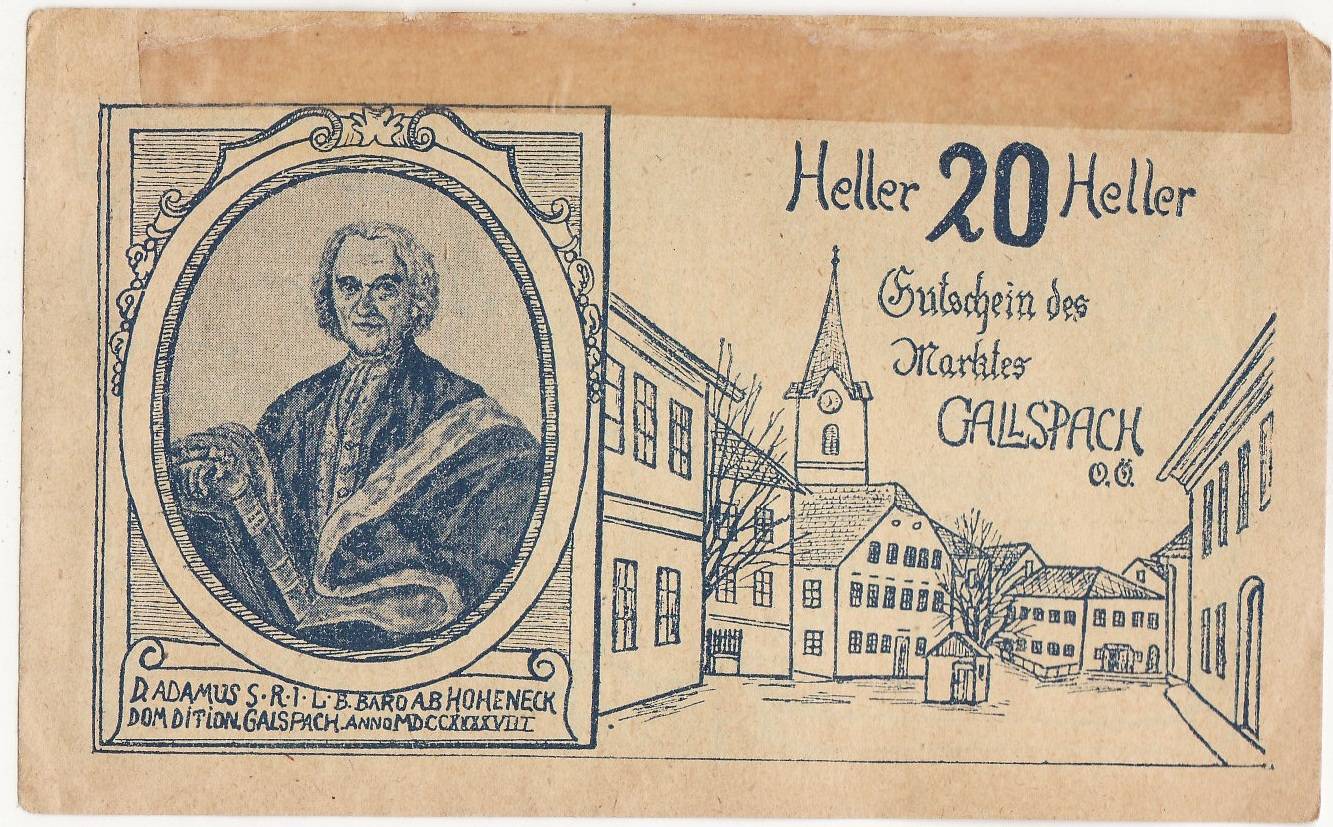 D. ADAMUS S·R·I·L·B. BARO AB HOHENECK
DOM DITION. GALSPACH. ANNO MDCCXXXXVIII
Heller 20 Heller
Gutschein des
Marktes
GALLSPACH
O.Ö.